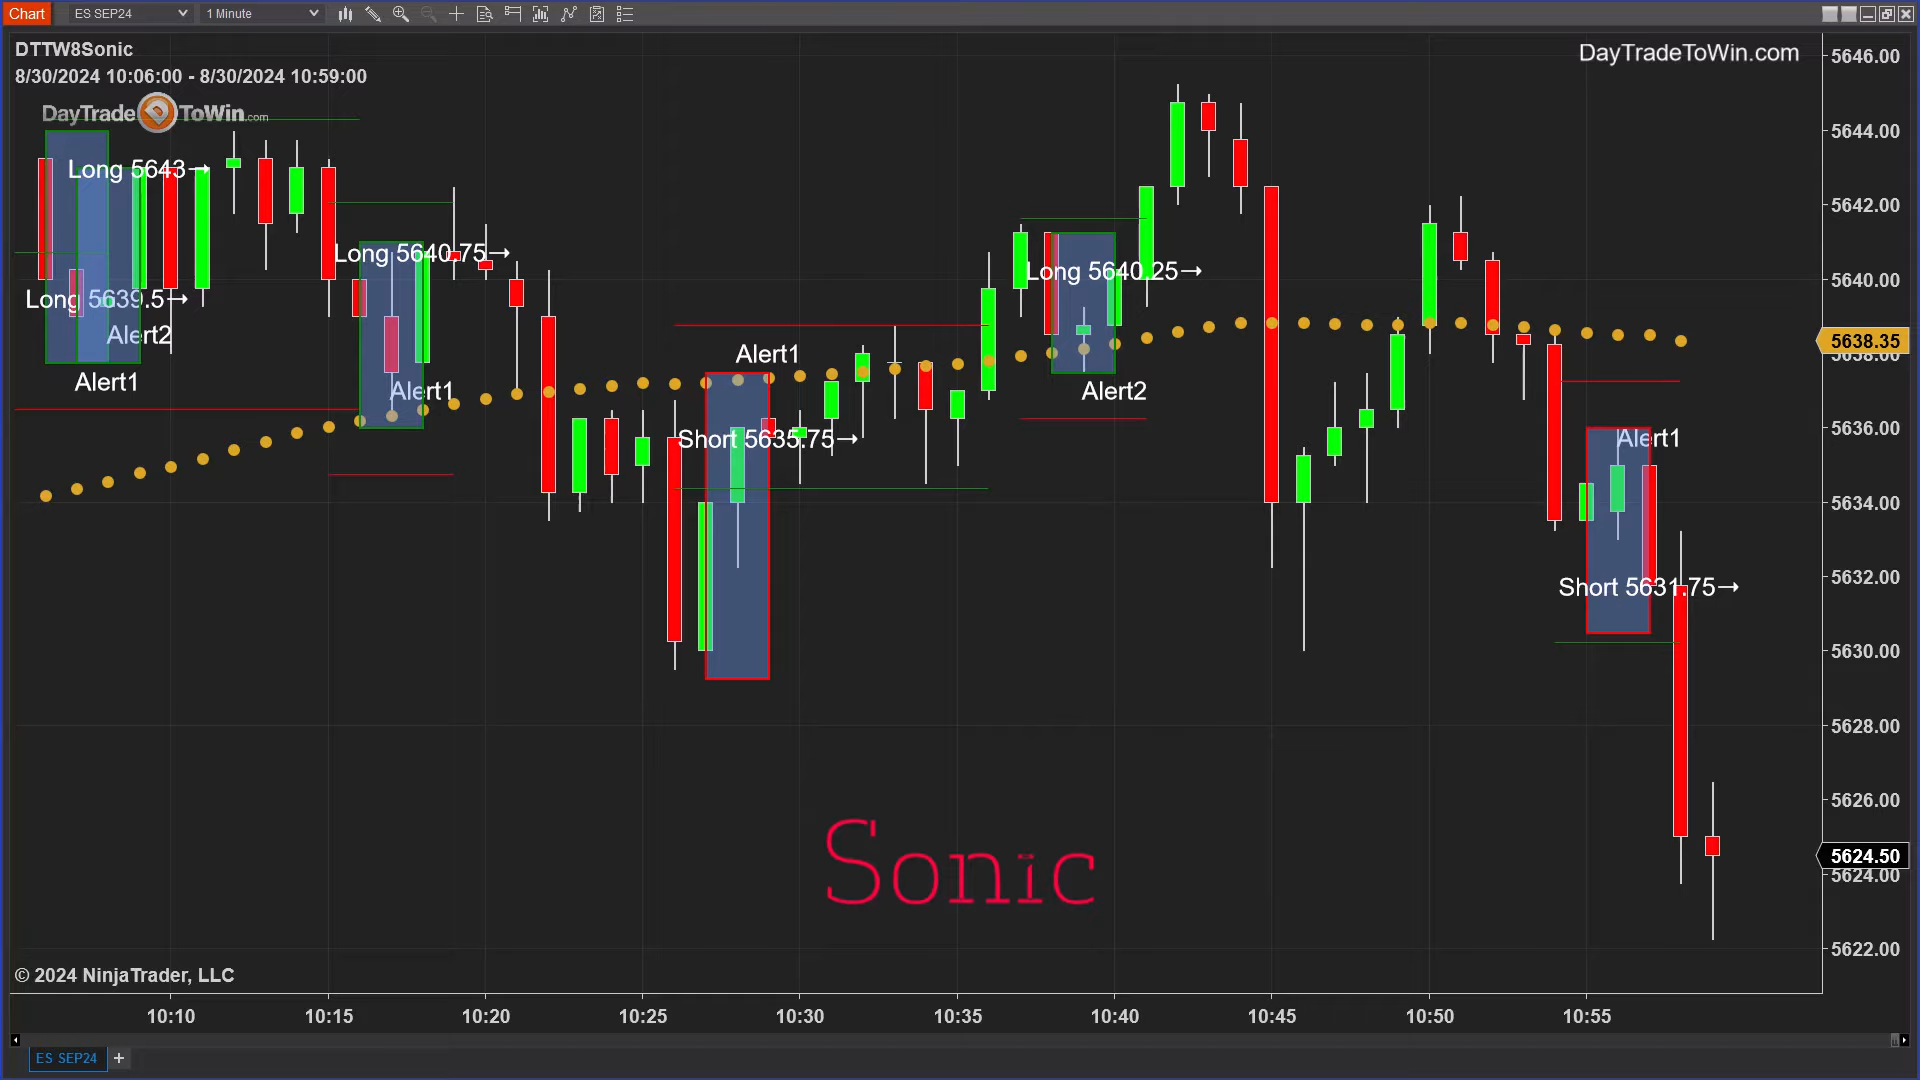 Chart ES SEP24 1 Minute
DTTW8Sonic
DayTradeToWin.com
8/30/2024 10:06:00 - 8/30/2024 10:59:00
DayTradeToWin.com
Long 5643→
Long 5640.75→
Long 5639.5→
Alert2
Alert1
Alert1
Alert1
Short 5635.75→
Long 5640.25→
Alert2
Alert1
Short 5631.75→
Sonic
5646.00
5644.00
5642.00
5640.00
5638.35
5638.00
5636.00
5634.00
5632.00
5630.00
5628.00
5626.00
5624.50
5624.00
5622.00
© 2024 NinjaTrader, LLC
10:10 10:15 10:20 10:25 10:30 10:35 10:40 10:45 10:50 10:55
ES SEP24 +